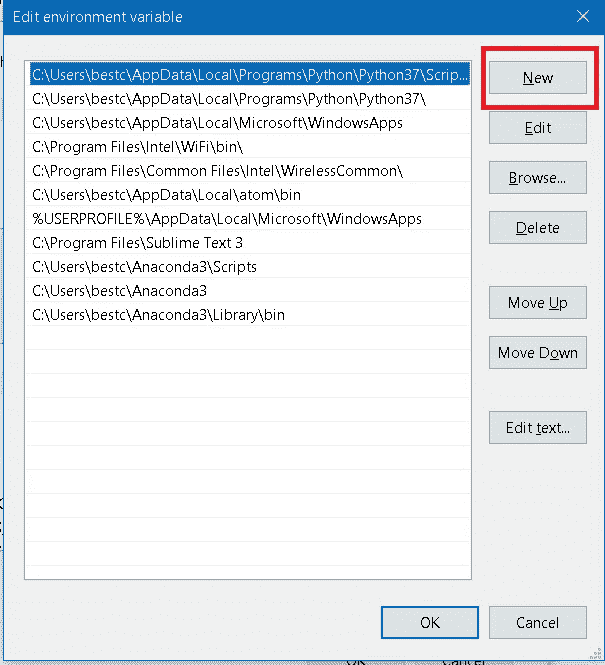 Edit environment variable
C:\Users\bestc\AppData\Local\Programs\Python\Python37\Scrip...
C:\Users\bestc\AppData\Local\Programs\Python\Python37\
C:\Users\bestc\AppData\Local\Microsoft\WindowsApps
C:\Program Files\Intel\WiFi\bin\
C:\Program Files\Common Files\Intel\WirelessCommon\
C:\Users\bestc\AppData\Local\atom\bin
%USERPROFILE%\AppData\Local\Microsoft\WindowsApps
C:\Program Files\Sublime Text 3
C:\Users\bestc\Anaconda3\Scripts
C:\Users\bestc\Anaconda3
C:\Users\bestc\Anaconda3\Library\bin
New
Edit
Browse...
Delete
Move Up
Move Down
Edit text...
OK
Cancel